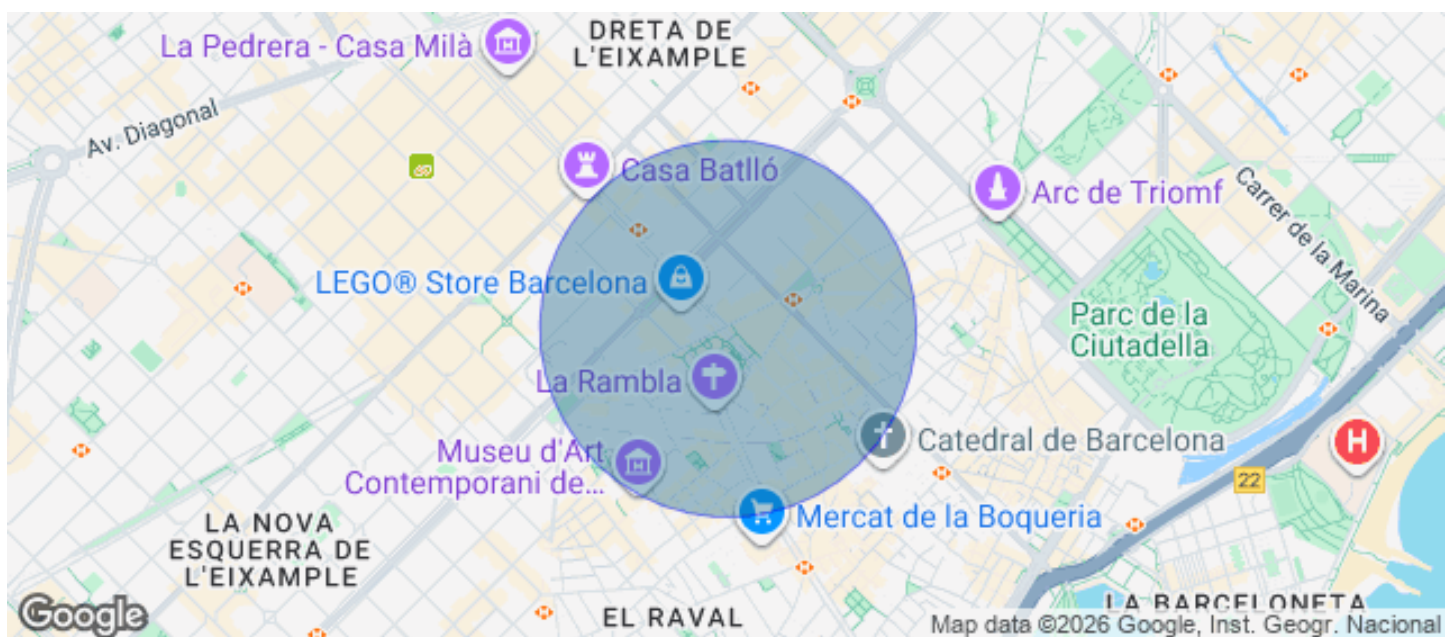 La Pedrera - Casa Milà
DRETA DE
L'EIXAMPLE
Av. Diagonal
Casa Batlló
Arc de Triomf
Carrer de la Marina
LEGO® Store Barcelona
Parc de la
Ciutadella
La Rambla
Museu d'Art
Contemporani de...
Catedral de Barcelona
H
22
Mercat de la Boqueria
LA NOVA
ESQUERRA DE
L'EIXAMPLE
EL RAVAL
LA BARCELONETA
Google
Map data ©2026 Google, Inst. Geogr. Nacional